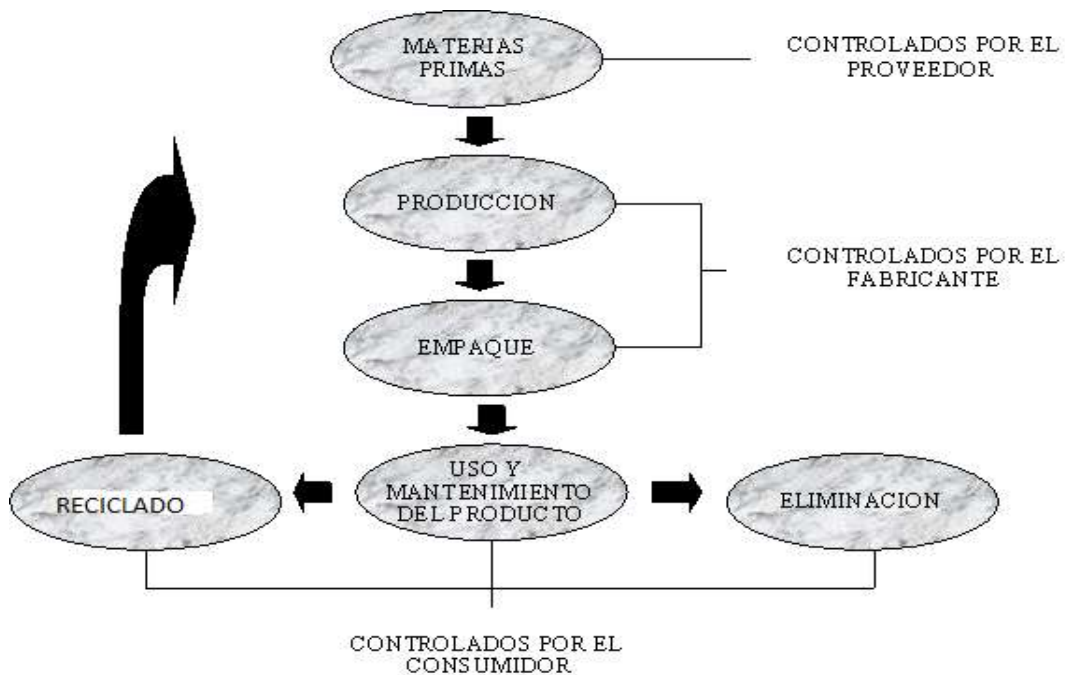 MATERIAS
PRIMAS
CONTROLADOS POR EL
PROVEEDOR
PRODUCCION
CONTROLADOS POR EL
FABRICANTE
EMPAQUE
RECICLADO
USO Y
MANTENIMIENTO
DEL PRODUCTO
ELIMINACION
CONTROLADOS POR EL
CONSUMIDOR